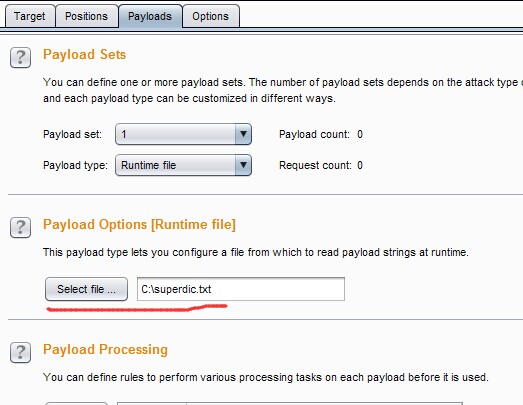 Target Positions Payloads Options
? Payload Sets
You can define one or more payload sets. The number of payload sets depends on the attack type
and each payload type can be customized in different ways.
Payload set: 1 Payload count: 0
Payload type: Runtime file Request count: 0
? Payload Options [Runtime file]
This payload type lets you configure a file from which to read payload strings at runtime.
Select file ... C:\superdic.txt
? Payload Processing
You can define rules to perform various processing tasks on each payload before it is used.